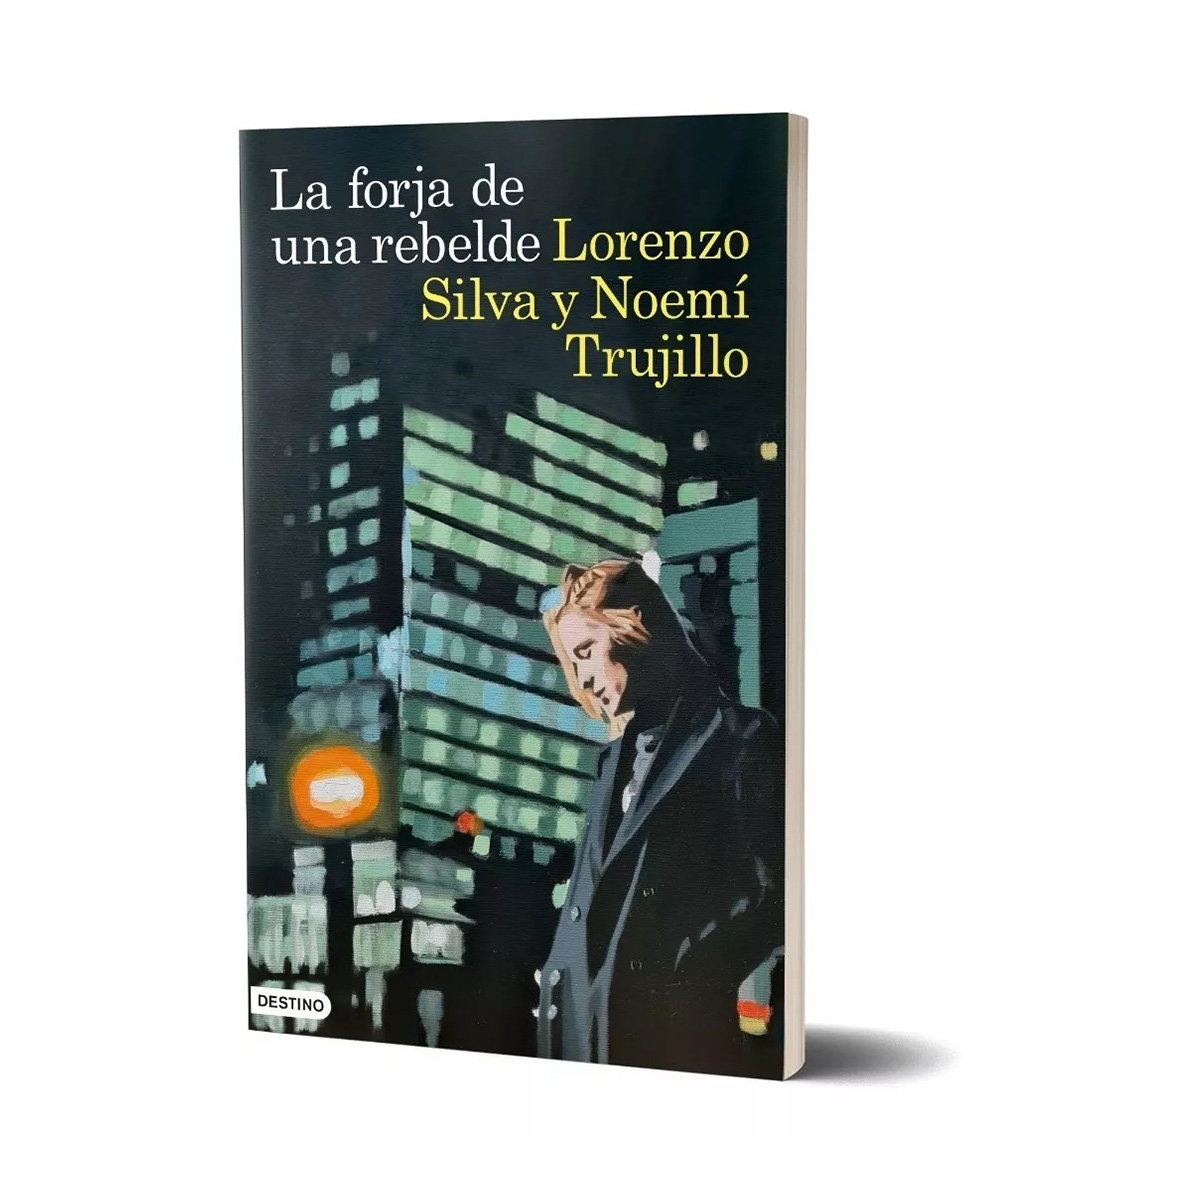 La forja de
una rebelde Lorenzo
Silva y Noemí
Trujillo
DESTINO